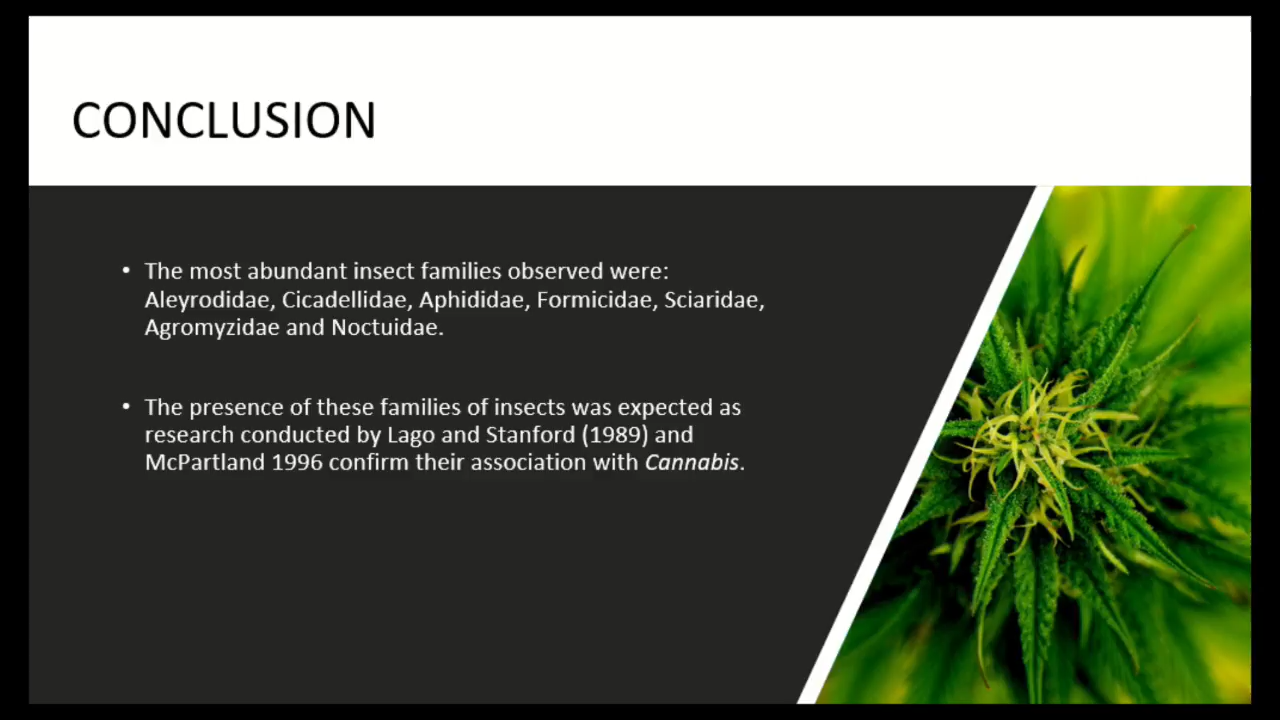 CONCLUSION
• The most abundant insect families observed were:
Aleyrodidae, Cicadellidae, Aphididae, Formicidae, Sciaridae,
Agromyzidae and Noctuidae.
• The presence of these families of insects was expected as
research conducted by Lago and Stanford (1989) and
McPartland 1996 confirm their association with Cannabis.